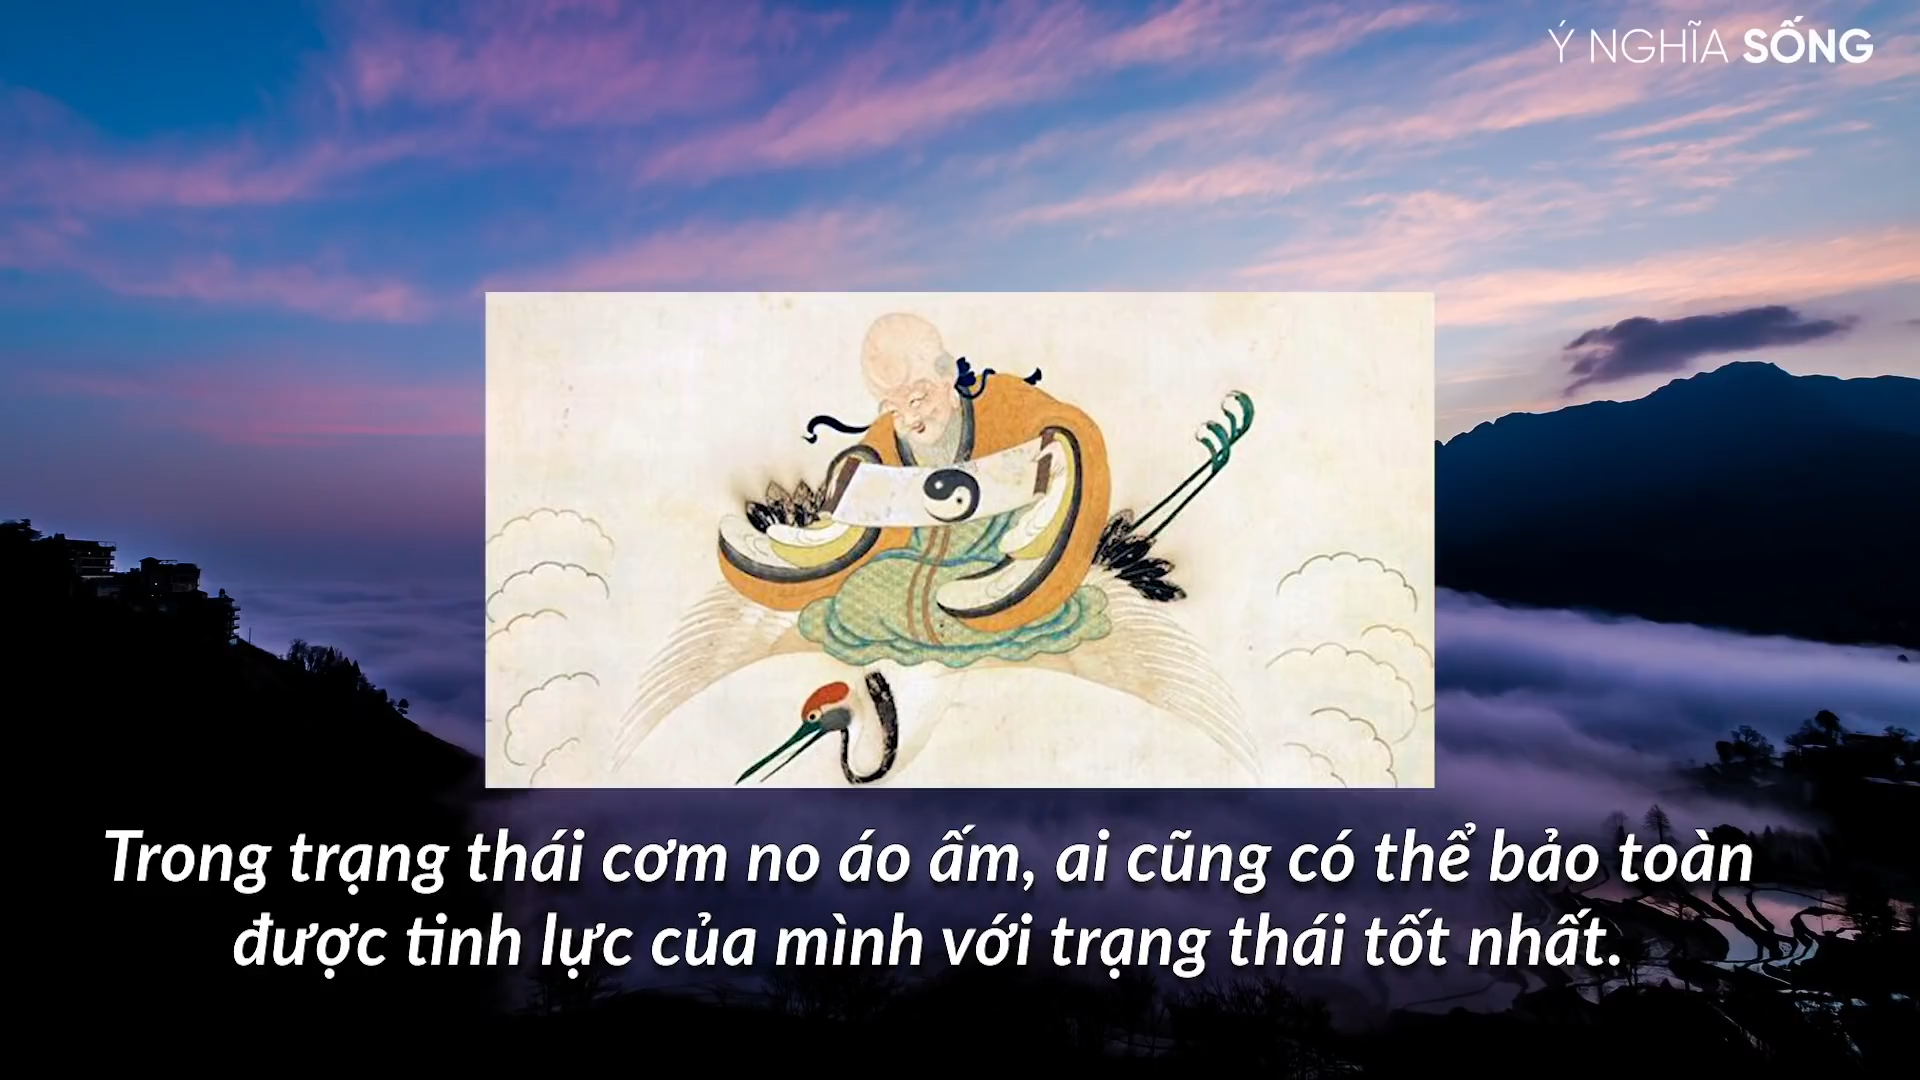 Ý NGHĨA SỐNG
Trong trạng thái cơm no áo ấm, ai cũng có thể bảo toàn
được tinh lực của mình với trạng thái tốt nhất.